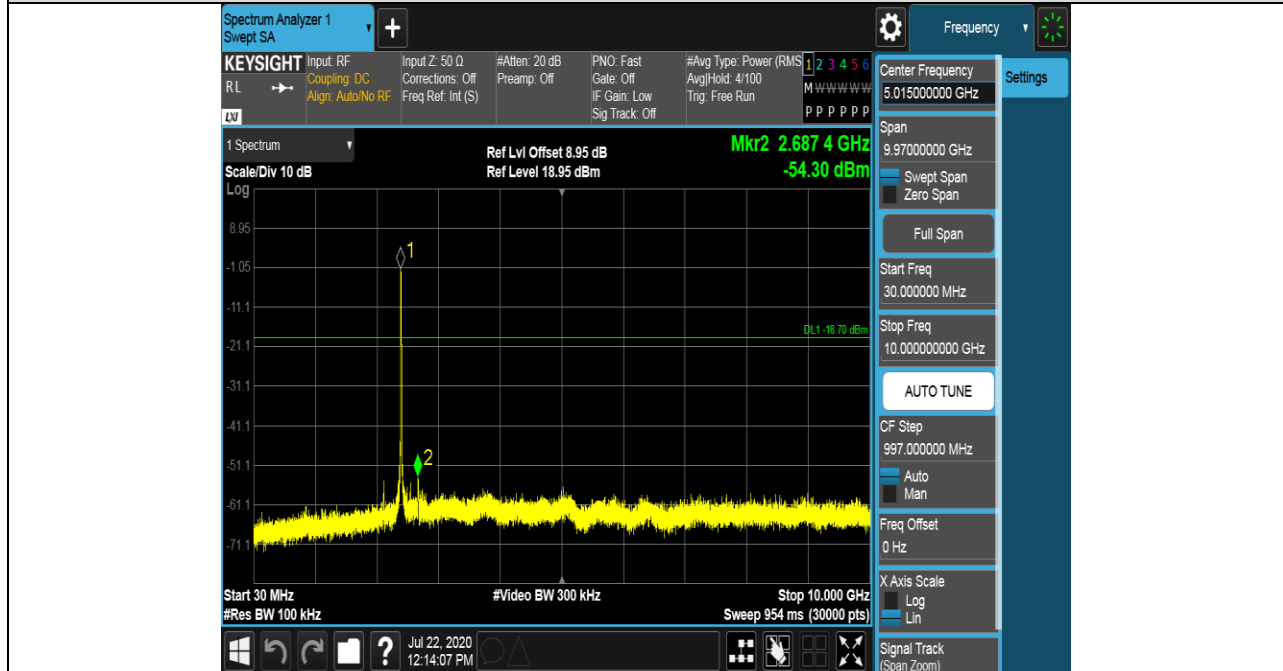 Spectrum Analyzer 1
Swept SA
+
Frequency
KEYSIGHT
RL
LXI
Input: RF
Coupling: DC
Align: Auto/No RF
Input Z: 50 Ω
Corrections: Off
Freq Ref: Int (S)
#Atten: 20 dB
Preamp: Off
PNO: Fast
Gate: Off
IF Gain: Low
Sig Track: Off
#Avg Type: Power (RMS
Avg|Hold: 4/100
Trig: Free Run
1 2 3 4 5 6
M W W W W W
P P P P P P
1 Spectrum
Scale/Div 10 dB
Log
Ref Lvl Offset 8.95 dB
Ref Level 18.95 dBm
Mkr2 2.687 4 GHz
-54.30 dBm
8.95
-1.05
-11.1
-21.1
-31.1
-41.1
-51.1
-61.1
-71.1
1
2
DL1 -18.70 dBm
Start 30 MHz
#Res BW 100 kHz
#Video BW 300 kHz
Stop 10.000 GHz
Sweep 954 ms (30000 pts)
?
Jul 22, 2020
12:14:07 PM
Center Frequency
5.015000000 GHz
Span
9.97000000 GHz
Swept Span
Zero Span
Full Span
Start Freq
30.000000 MHz
Stop Freq
10.000000000 GHz
AUTO TUNE
CF Step
997.000000 MHz
Auto
Man
Freq Offset
0 Hz
X Axis Scale
Log
Lin
Signal Track
(Span Zoom)
Settings